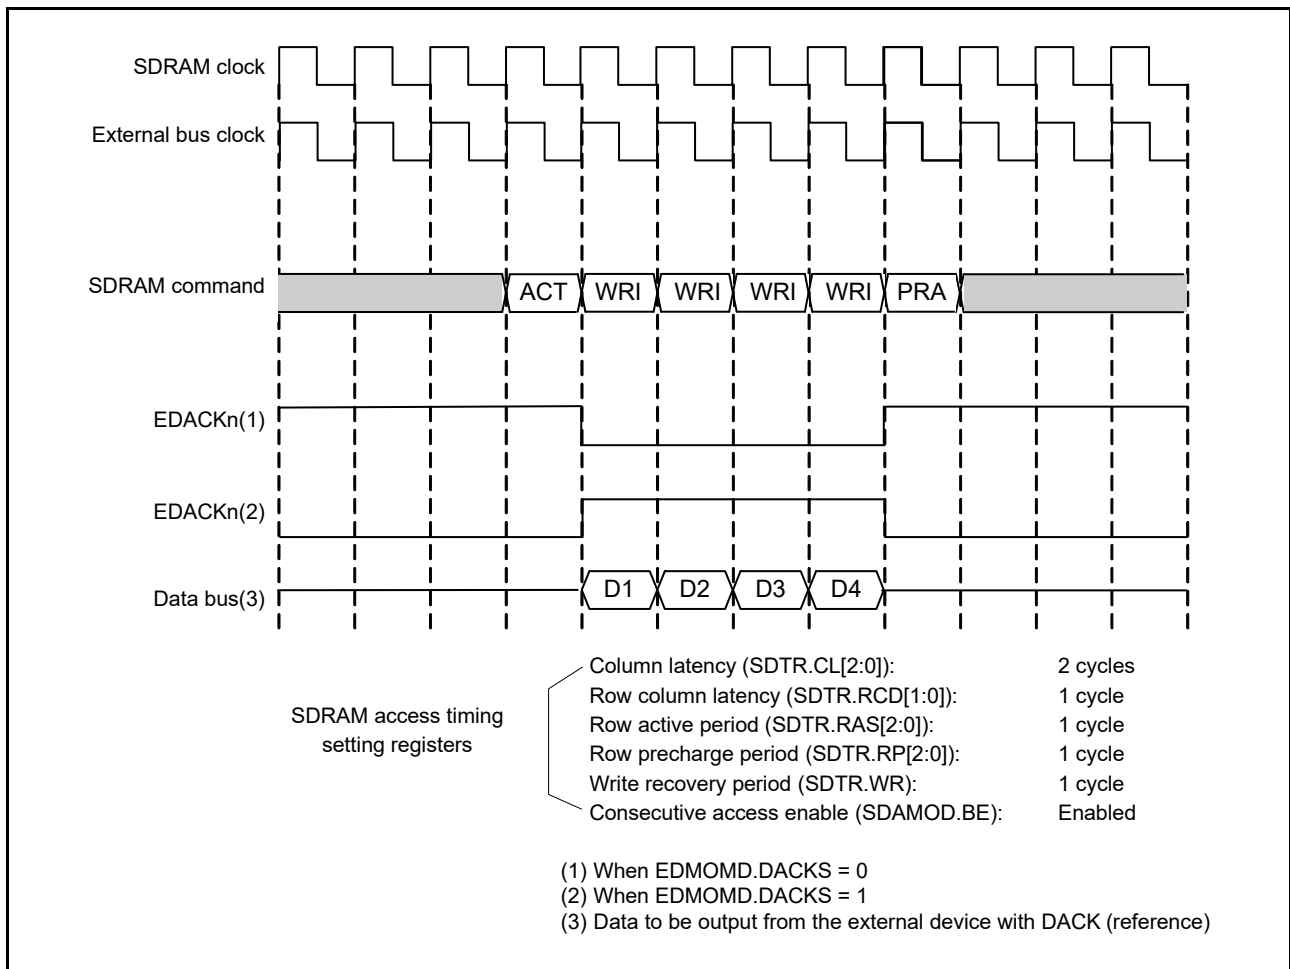 SDRAM clock
External bus clock
SDRAM command
ACT WRI WRI WRI WRI PRA
EDACKn(1)
EDACKn(2)
Data bus(3)
D1 D2 D3 D4
SDRAM access timing
setting registers
Column latency (SDTR.CL[2:0]): 2 cycles
Row column latency (SDTR.RCD[1:0]): 1 cycle
Row active period (SDTR.RAS[2:0]): 1 cycle
Row precharge period (SDTR.RP[2:0]): 1 cycle
Write recovery period (SDTR.WR): 1 cycle
Consecutive access enable (SDAMOD.BE): Enabled
(1) When EDMOMD.DACKS = 0
(2) When EDMOMD.DACKS = 1
(3) Data to be output from the external device with DACK (reference)